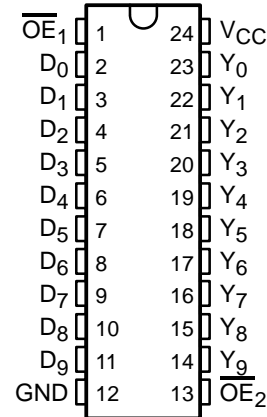 OE1 1 24 VCC
D0 2 23 Y0
D1 3 22 Y1
D2 4 21 Y2
D3 5 20 Y3
D4 6 19 Y4
D5 7 18 Y5
D6 8 17 Y6
D7 9 16 Y7
D8 10 15 Y8
D9 11 14 Y9
GND 12 13 OE2